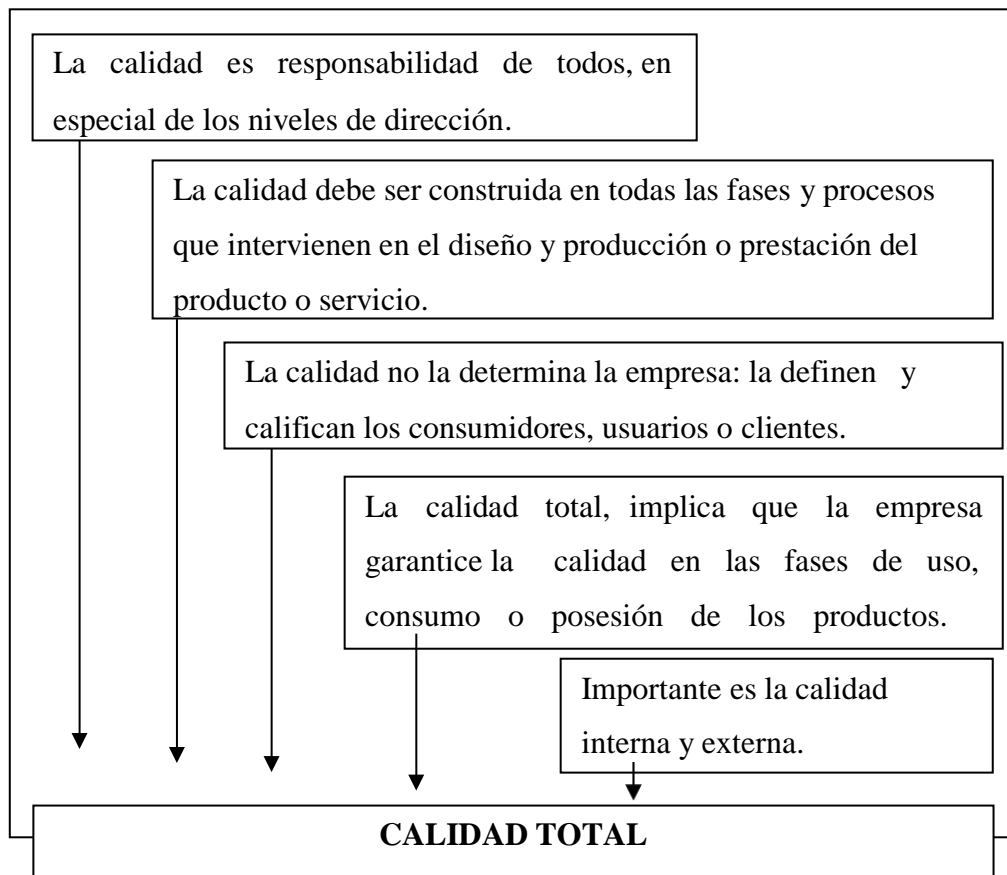 La calidad es responsabilidad de todos, en
especial de los niveles de dirección.
La calidad debe ser construida en todas las fases y procesos
que intervienen en el diseño y producción o prestación del
producto o servicio.
La calidad no la determina la empresa: la definen y
califican los consumidores, usuarios o clientes.
La calidad total, implica que la empresa
garantice la calidad en las fases de uso,
consumo o posesión de los productos.
Importante es la calidad
interna y externa.
CALIDAD TOTAL